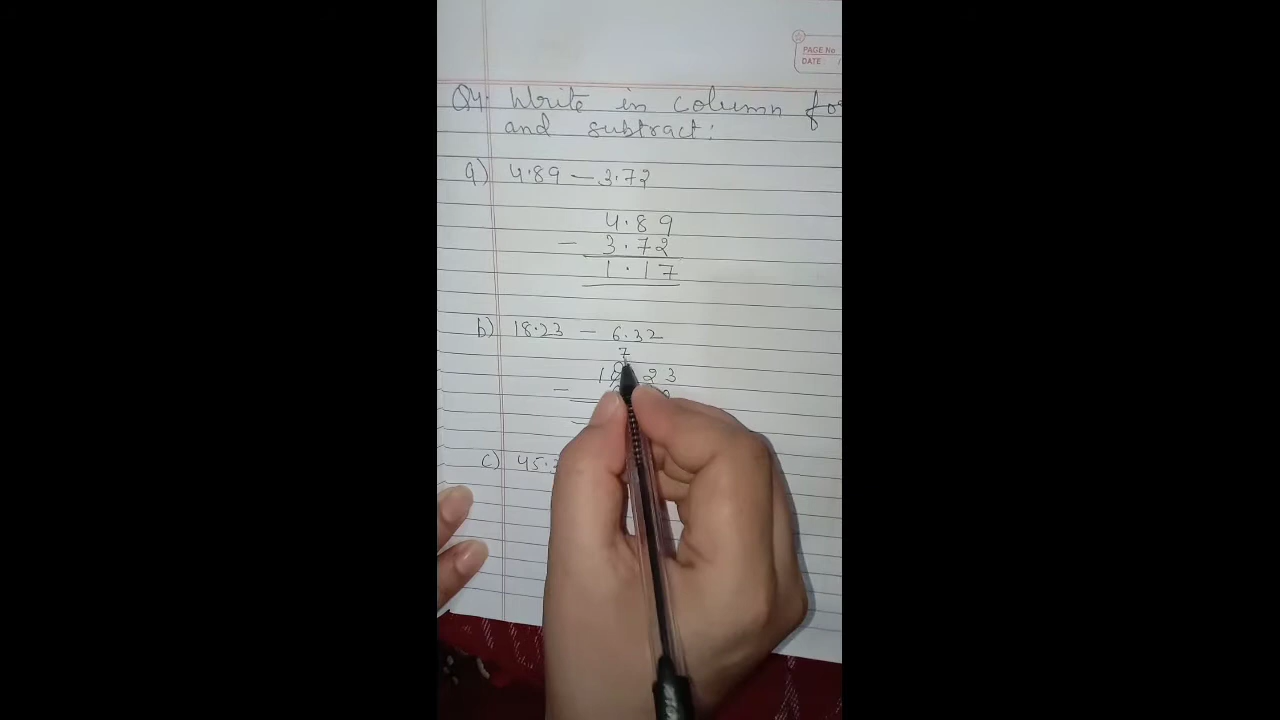 PAGE No
DATE /
Q4. Write in column for
and subtract:
a) 4.89 — 3.72
4.89
— 3.72
1.17
b) 18.23 — 6.32
7
1 23
—
c) 45.